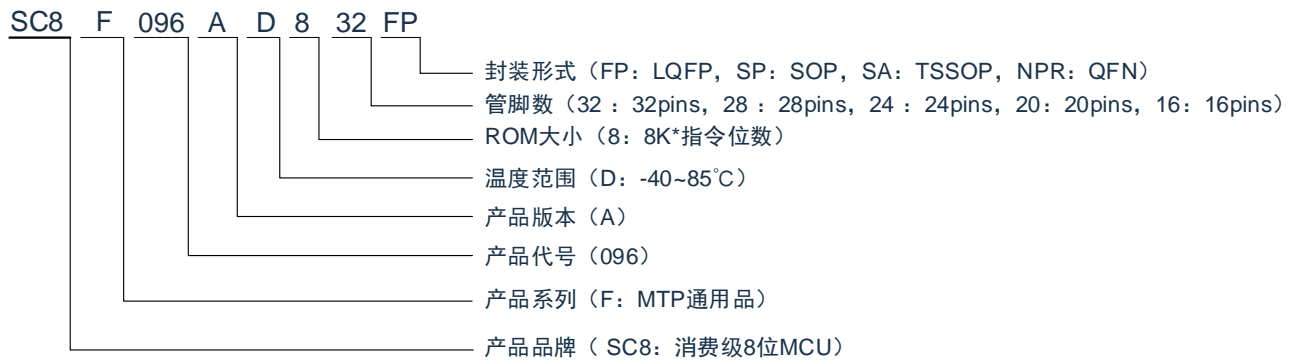 SC8 F 096 A D 8 32 FP
封装形式（FP：LQFP，SP：SOP，SA：TSSOP，NPR：QFN）
管脚数（32 ：32pins，28 ：28pins，24 ：24pins，20：20pins，16：16pins）
ROM大小（8：8K*指令位数）
温度范围（D：-40~85℃）
产品版本（A）
产品代号（096）
产品系列（F：MTP通用品）
产品品牌（ SC8：消费级8位MCU）